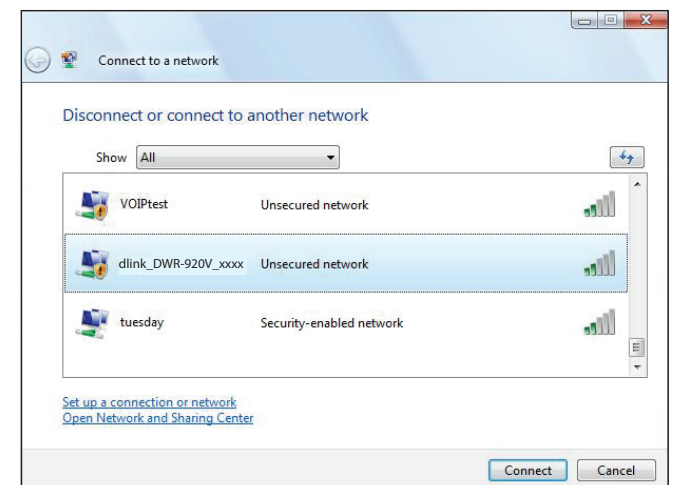 Connect to a network
Disconnect or connect to another network
Show All
VOIPtest Unsecured network
dlink_DWR-920V_xxxx Unsecured network
tuesday Security-enabled network
Set up a connection or network
Open Network and Sharing Center
Connect Cancel